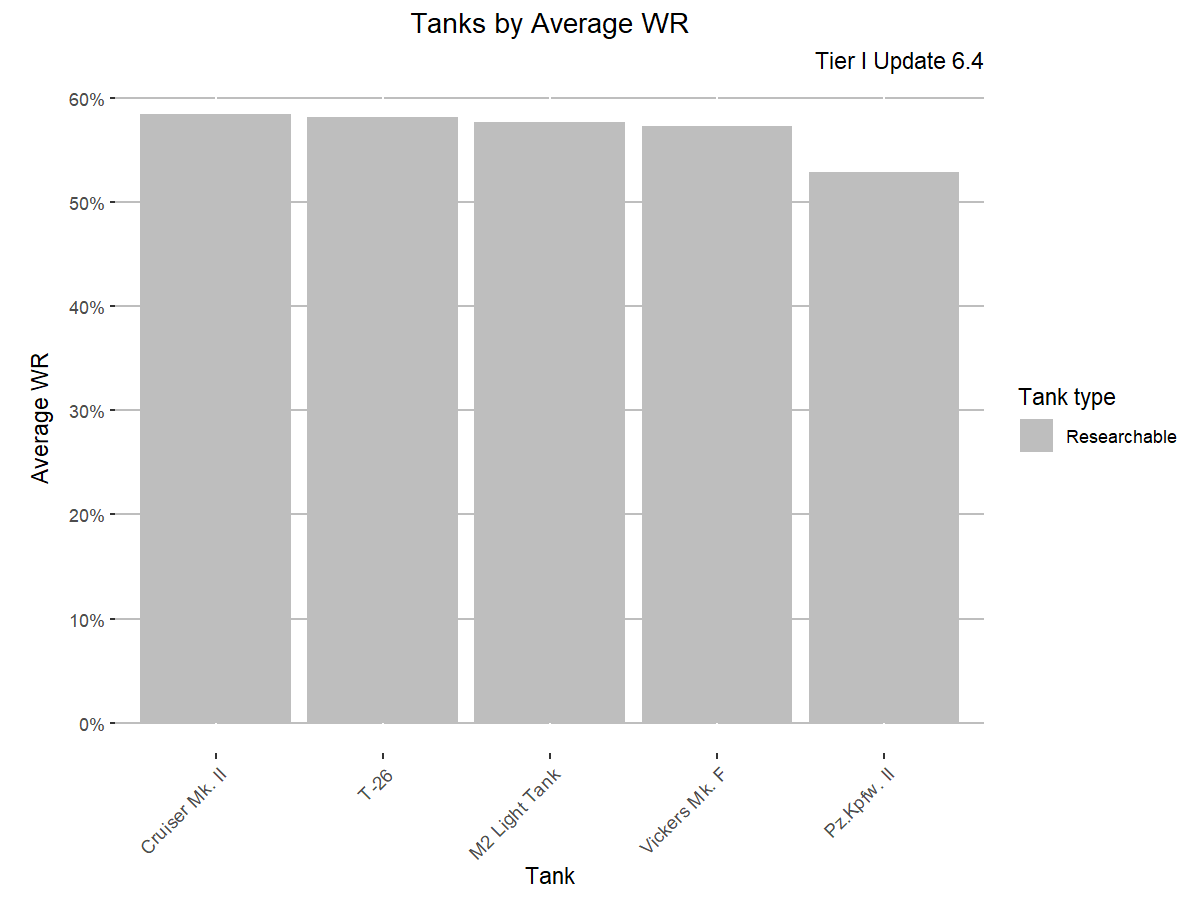 Tanks by Average WR
Tier I Update 6.4
60%
50%
40%
30%
20%
10%
0%
Average WR
Cruiser Mk. II
T-26
M2 Light Tank
Vickers Mk. F
Pz.Kpfw. II
Tank
Tank type
Researchable